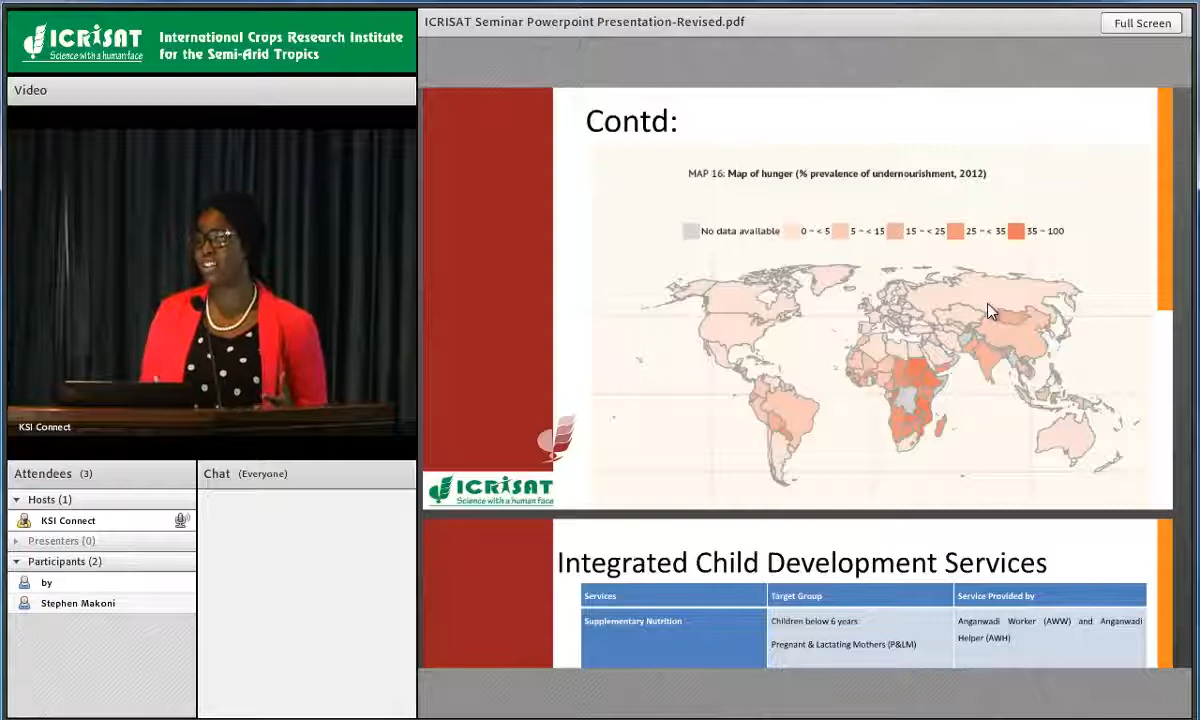 ICRISAT
Science with a human face
International Crops Research Institute
for the Semi-Arid Tropics
Video
KSI Connect
Attendees (3)
Hosts (1)
KSI Connect
Presenters (0)
Participants (2)
by
Stephen Makoni
Chat (Everyone)
ICRISAT Seminar Powerpoint Presentation-Revised.pdf
Full Screen
Contd:
MAP 16: Map of hunger (% prevalence of undernourishment, 2012)
No data available 0 - < 5 5 - < 15 15 - < 25 25 - < 35 35 - 100
ICRISAT
Science with a human face
Integrated Child Development Services
Services Target Group Service Provided by
Supplementary Nutrition Children below 6 years Anganwadi Worker (AWW) and Anganwadi
Helper (AWH)
Pregnant & Lactating Mothers (P&LM)